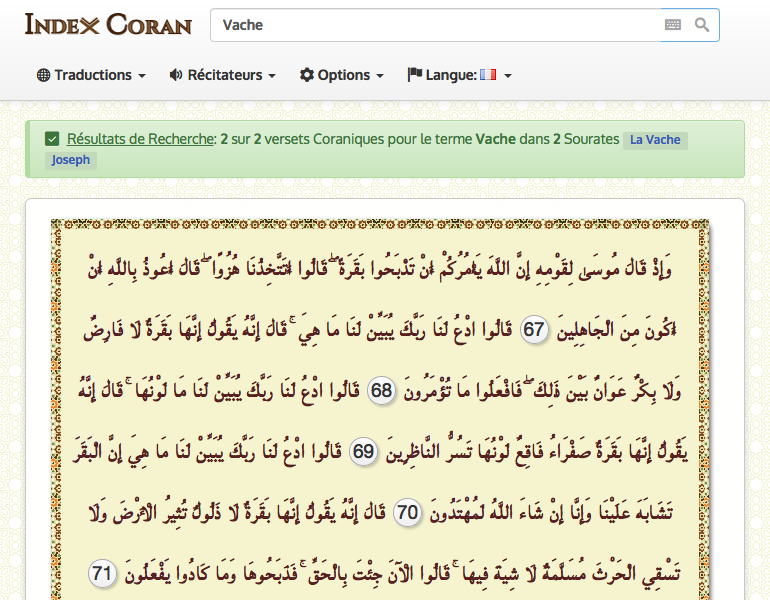 INDEX CORAN
Vache
Traductions
Récitateurs
Options
Langue:
Résultats de Recherche: 2 sur 2 versets Coraniques pour le terme Vache dans 2 Sourates La Vache
Joseph
وَإِذْ قَالَ مُوسَىٰ لِقَوْمِهِ إِنَّ اللَّهَ يَأْمُرُكُمْ أَنْ تَذْبَحُوا بَقَرَةً ۖ قَالُوا أَتَتَّخِذُنَا هُزُوًا ۖ قَالَ أَعُوذُ بِاللَّهِ أَنْ
أَكُونَ مِنَ الْجَاهِلِينَ 67 قَالُوا ادْعُ لَنَا رَبَّكَ يُبَيِّنْ لَنَا مَا هِيَ ۚ قَالَ إِنَّهُ يَقُولُ إِنَّهَا بَقَرَةٌ لَا فَارِضٌ
وَلَا بِكْرٌ عَوَانٌ بَيْنَ ذَٰلِكَ ۖ فَافْعَلُوا مَا تُؤْمَرُونَ 68 قَالُوا ادْعُ لَنَا رَبَّكَ يُبَيِّنْ لَنَا مَا لَوْنُهَا ۚ قَالَ إِنَّهُ
يَقُولُ إِنَّهَا بَقَرَةٌ صَفْرَاءُ فَاقِعٌ لَوْنُهَا تَسُرُّ النَّاظِرِينَ 69 قَالُوا ادْعُ لَنَا رَبَّكَ يُبَيِّنْ لَنَا مَا هِيَ إِنَّ الْبَقَرَ
تَشَابَهَ عَلَيْنَا وَإِنَّا إِنْ شَاءَ اللَّهُ لَمُهْتَدُونَ 70 قَالَ إِنَّهُ يَقُولُ إِنَّهَا بَقَرَةٌ لَا ذَلُولٌ تُثِيرُ الْأَرْضَ وَلَا
تَسْقِي الْحَرْثَ مُسَلَّمَةٌ لَا شِيَةَ فِيهَا ۚ قَالُوا الْآنَ جِئْتَ بِالْحَقِّ ۚ فَذَبَحُوهَا وَمَا كَادُوا يَفْعَلُونَ 71